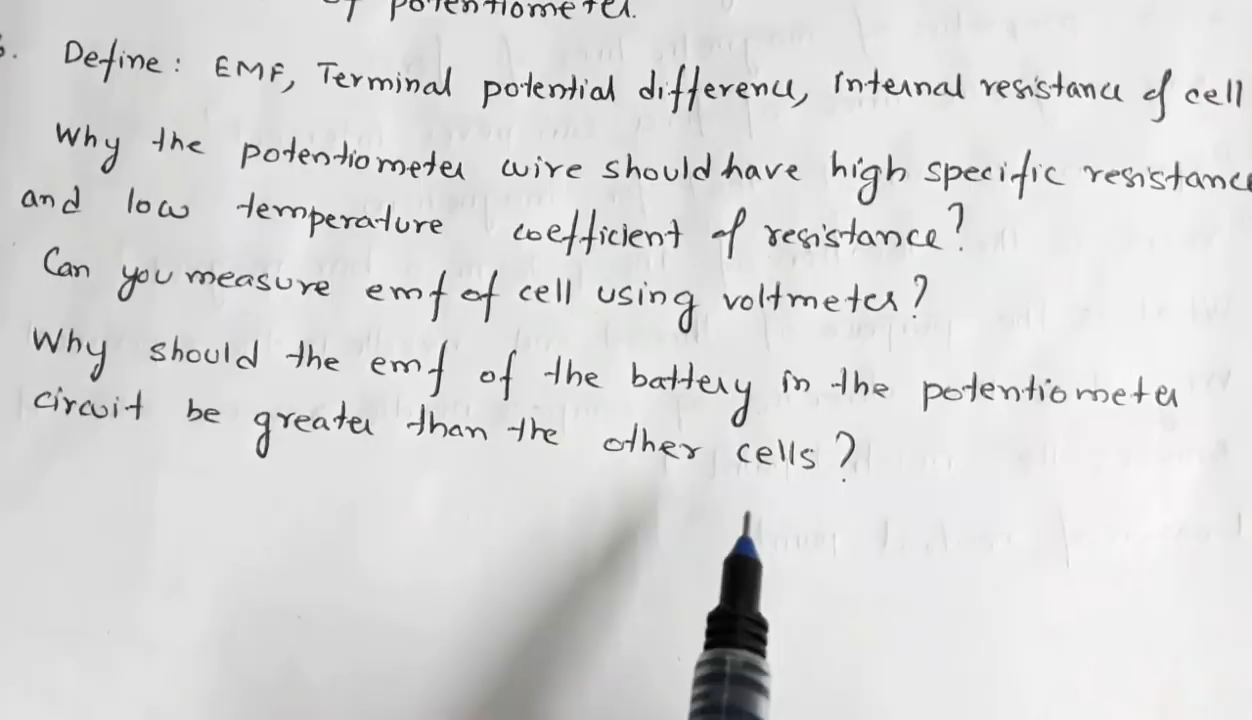 of potentiometer.
Define: EMF, Terminal potential difference, internal resistance of cell
Why the potentiometer wire should have high specific resistance
and low temperature coefficient of resistance?
Can you measure emf of cell using voltmeter?
Why should the emf of the battery in the potentiometer
circuit be greater than the other cells?